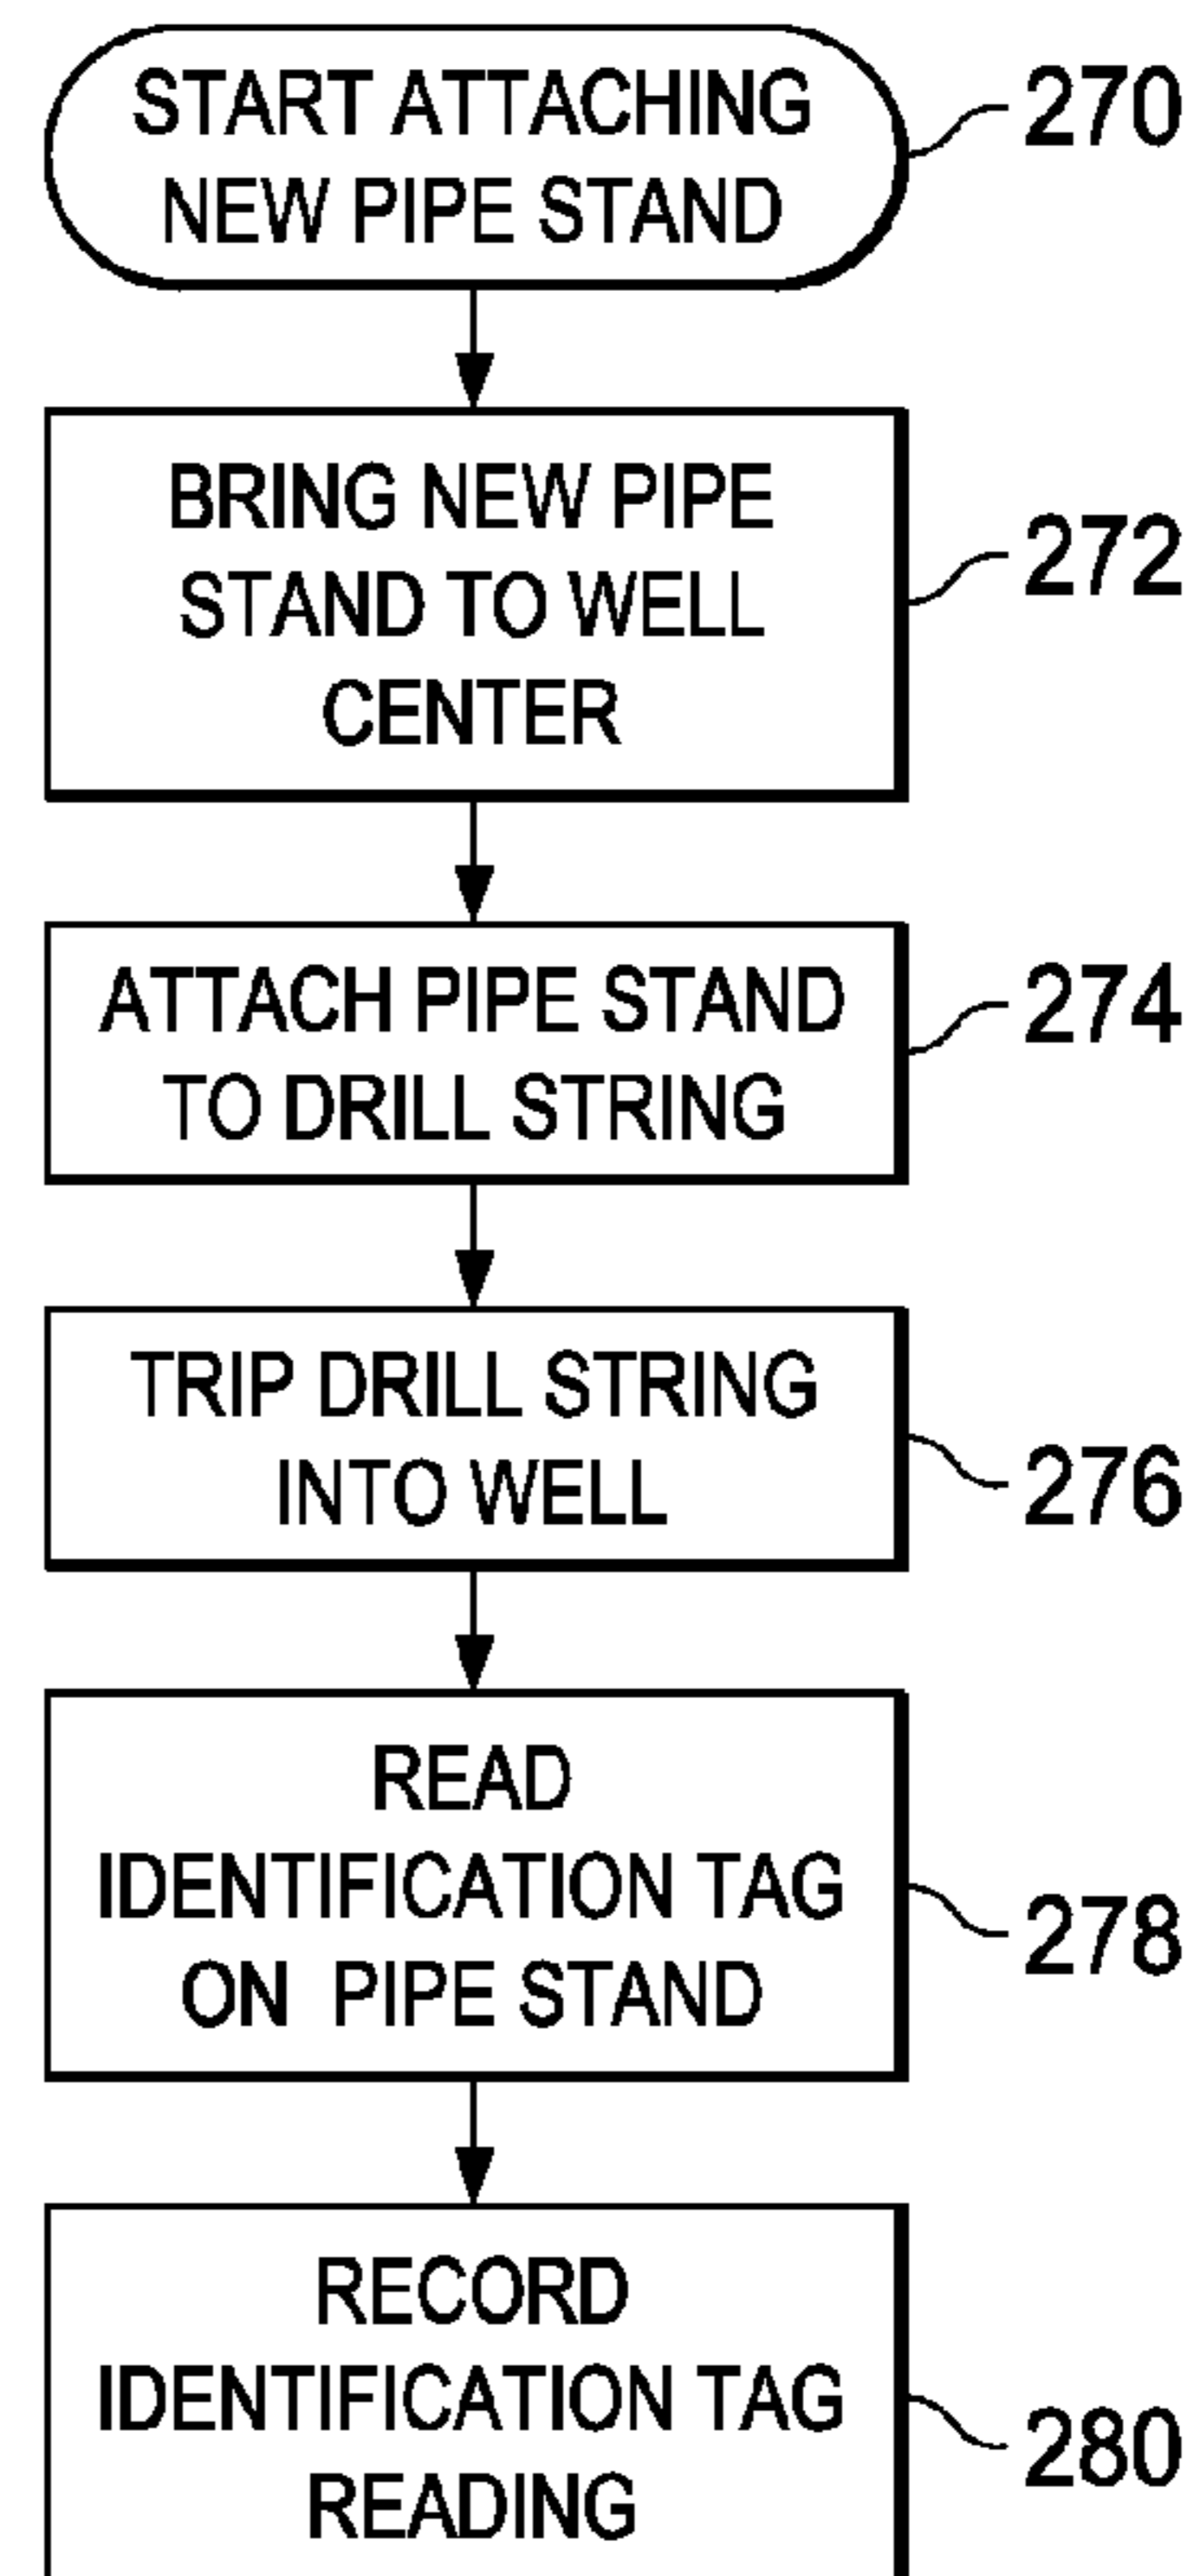 START ATTACHING
NEW PIPE STAND
270
BRING NEW PIPE
STAND TO WELL
CENTER
272
ATTACH PIPE STAND
TO DRILL STRING
274
TRIP DRILL STRING
INTO WELL
276
READ
IDENTIFICATION TAG
ON PIPE STAND
278
RECORD
IDENTIFICATION TAG
READING
280